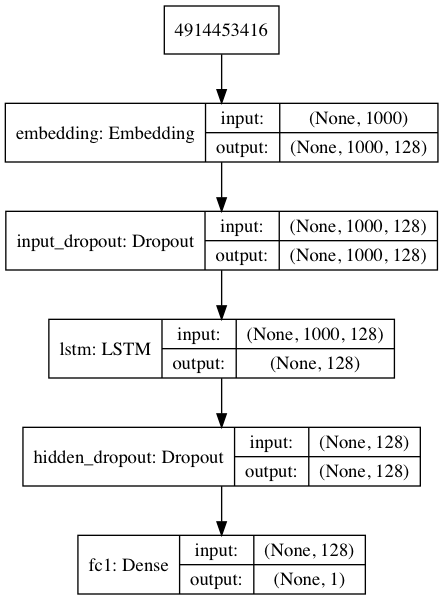 4914453416
embedding: Embedding
input: (None, 1000)
output: (None, 1000, 128)
input_dropout: Dropout
input: (None, 1000, 128)
output: (None, 1000, 128)
lstm: LSTM
input: (None, 1000, 128)
output: (None, 128)
hidden_dropout: Dropout
input: (None, 128)
output: (None, 128)
fc1: Dense
input: (None, 128)
output: (None, 1)